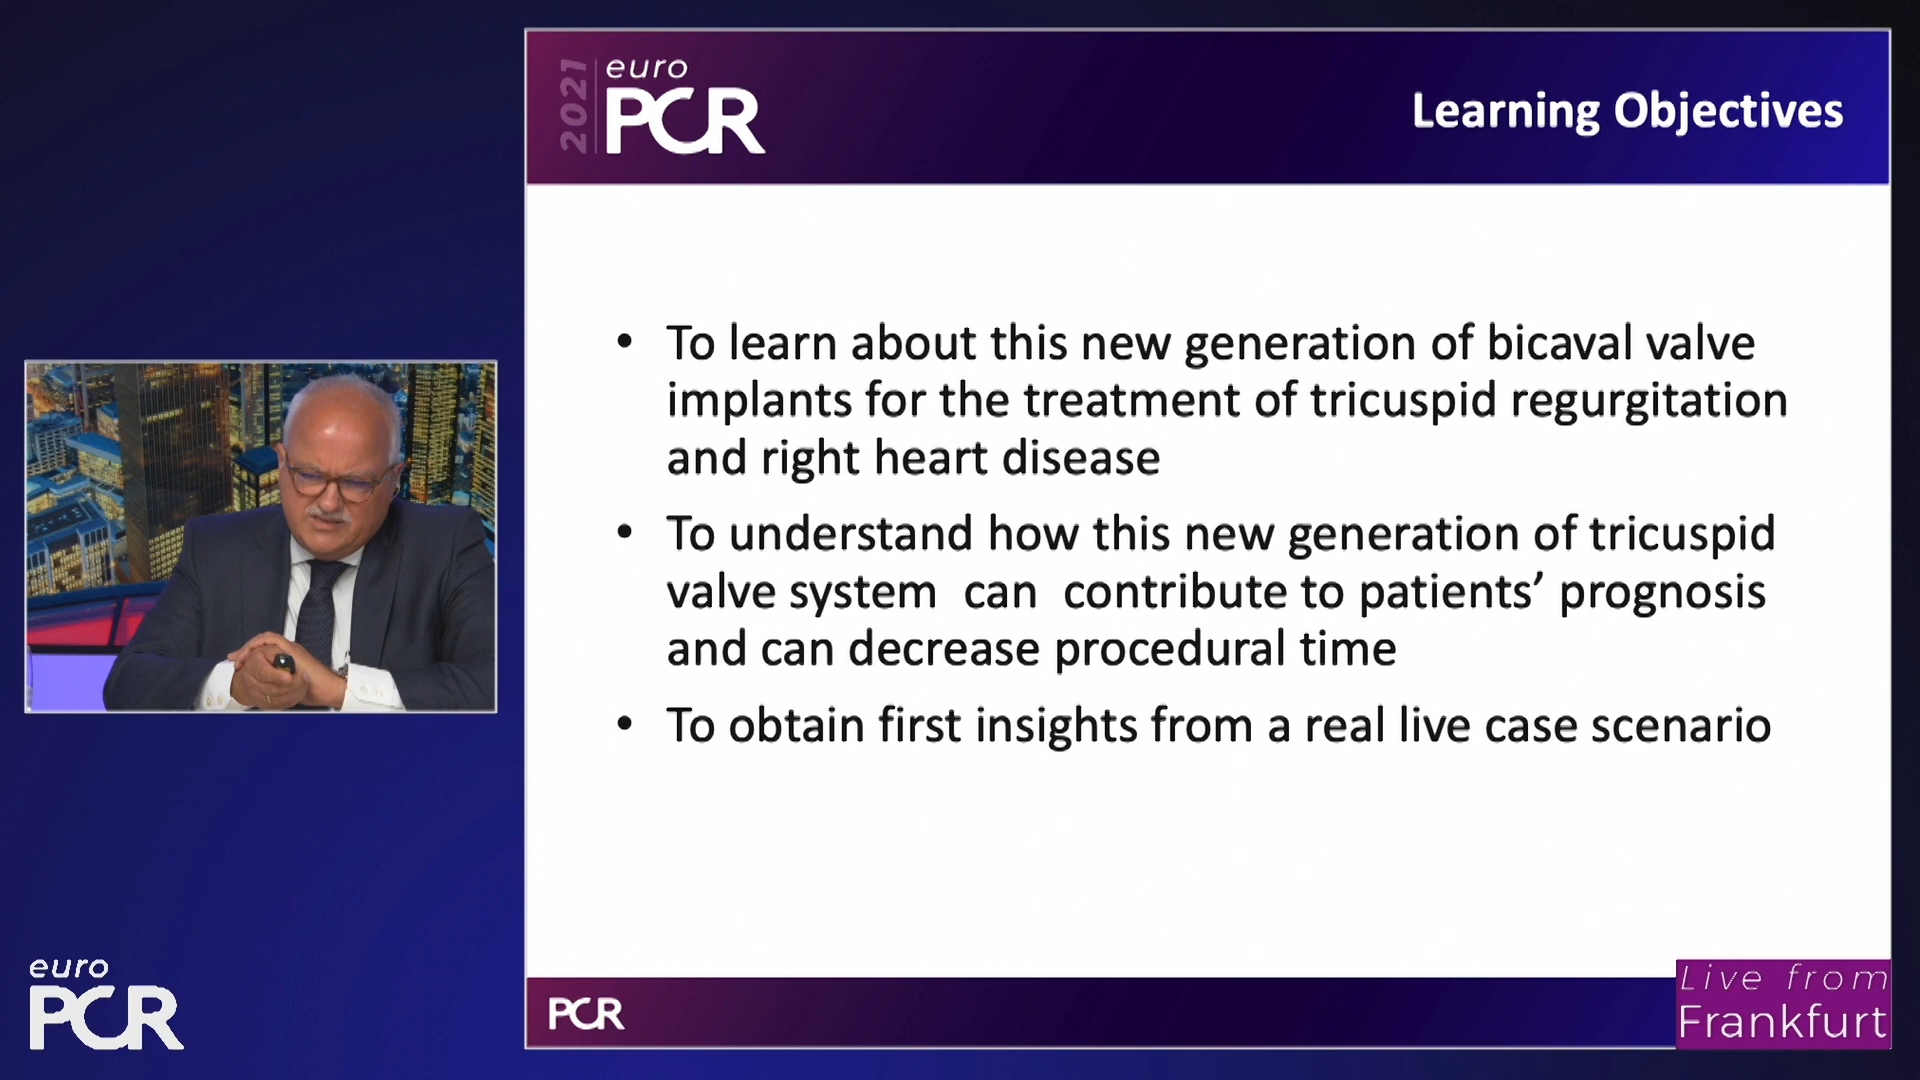 2021
euro
PCR
Learning Objectives
• To learn about this new generation of bicaval valve
implants for the treatment of tricuspid regurgitation
and right heart disease
• To understand how this new generation of tricuspid
valve system can contribute to patients’ prognosis
and can decrease procedural time
• To obtain first insights from a real live case scenario
euro
PCR
PCR
Live from
Frankfurt